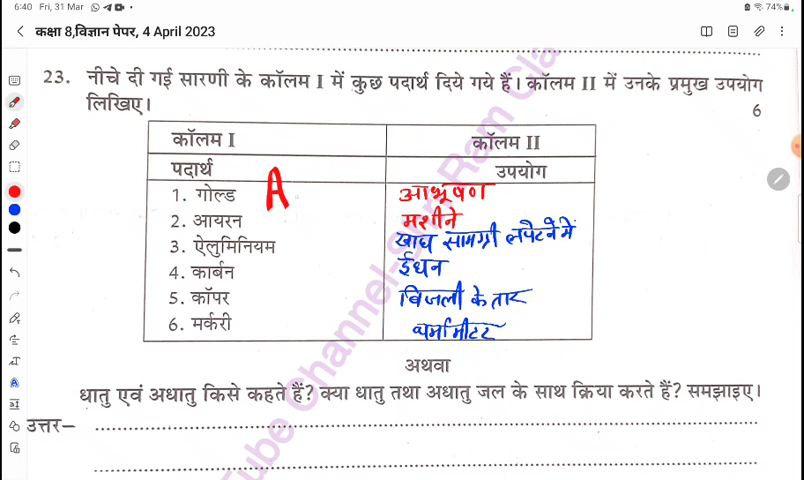 6:40 Fri, 31 Mar
74%
कक्षा 8,विज्ञान पेपर, 4 April 2023
23. नीचे दी गई सारणी के कॉलम I में कुछ पदार्थ दिये गये हैं। कॉलम II में उनके प्रमुख उपयोग
लिखिए। 6
कॉलम I कॉलम II
पदार्थ उपयोग
1. गोल्ड A आभूषण
2. आयरन मशीने
3. ऐलुमिनियम खाद्य सामग्री लपैटने में
4. कार्बन ईधन
5. कॉपर बिजली के तार
6. मर्करी थर्मामीटर
अथवा
धातु एवं अधातु किसे कहते हैं? क्या धातु तथा अधातु जल के साथ क्रिया करते हैं? समझाइए।
उत्तर–